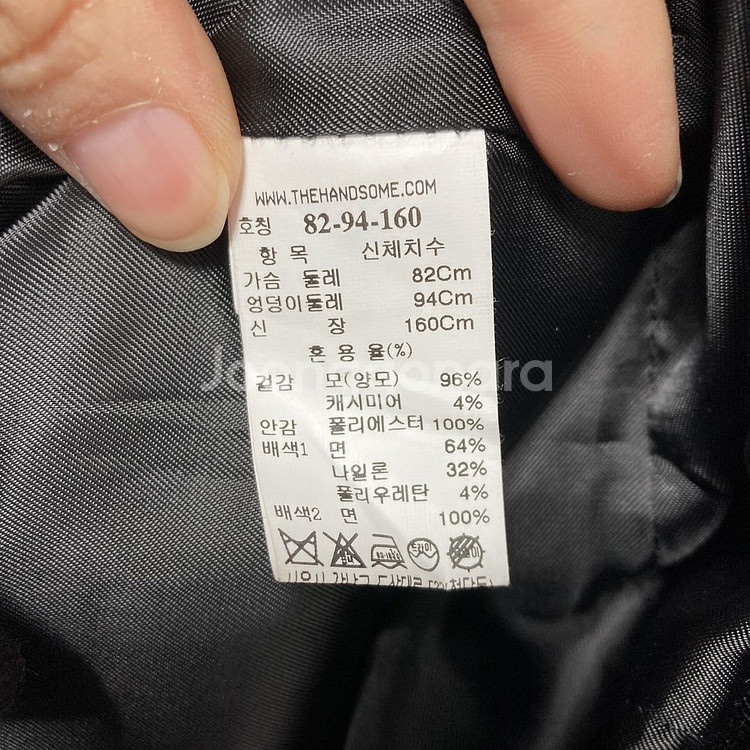 WWW.THEHANDSOME.COM
호칭 82-94-160
항 목 신체치수
가슴 둘레 82Cm
엉덩이둘레 94Cm
신 장 160Cm
혼 용 율(%)
겉감 모(양모) 96%
캐시미어 4%
안감 폴리에스터 100%
배색1 면 64%
나일론 32%
폴리우레탄 4%
배색2 면 100%
드라이